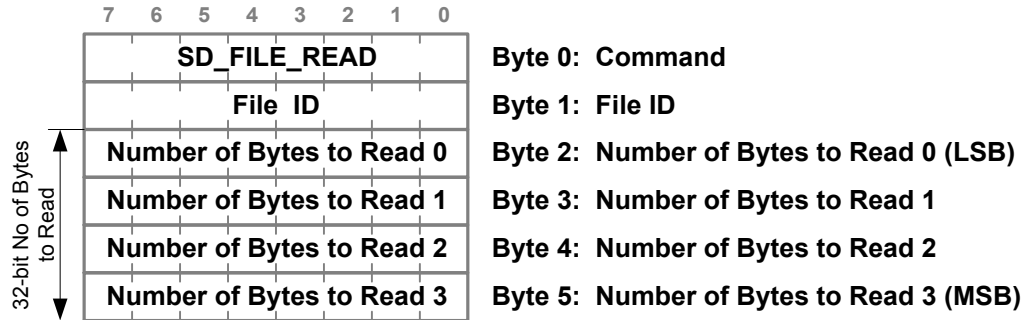 7 6 5 4 3 2 1 0
SD_FILE_READ Byte 0: Command
File ID Byte 1: File ID
Number of Bytes to Read 0 Byte 2: Number of Bytes to Read 0 (LSB)
Number of Bytes to Read 1 Byte 3: Number of Bytes to Read 1
Number of Bytes to Read 2 Byte 4: Number of Bytes to Read 2
Number of Bytes to Read 3 Byte 5: Number of Bytes to Read 3 (MSB)
32-bit No of Bytes
to Read